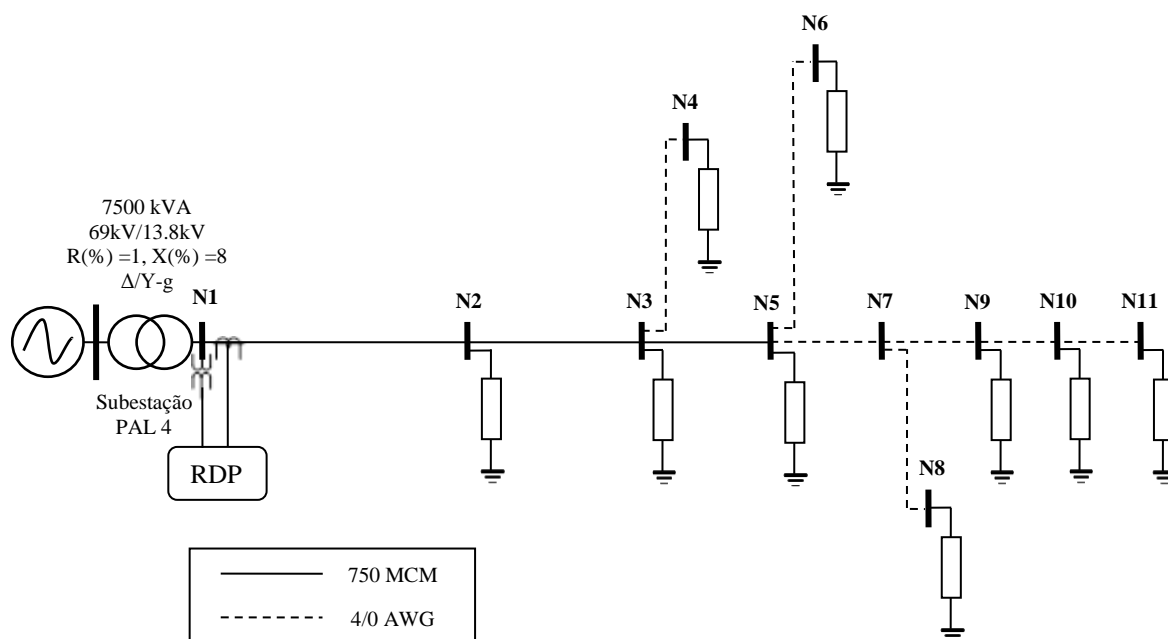 N6
N4
7500 kVA
69kV/13.8kV
R(%) =1, X(%) =8
Δ/Y-g
N1
N2
N3
N5
N7
N9
N10
N11
Subestação
PAL 4
RDP
N8
750 MCM
4/0 AWG